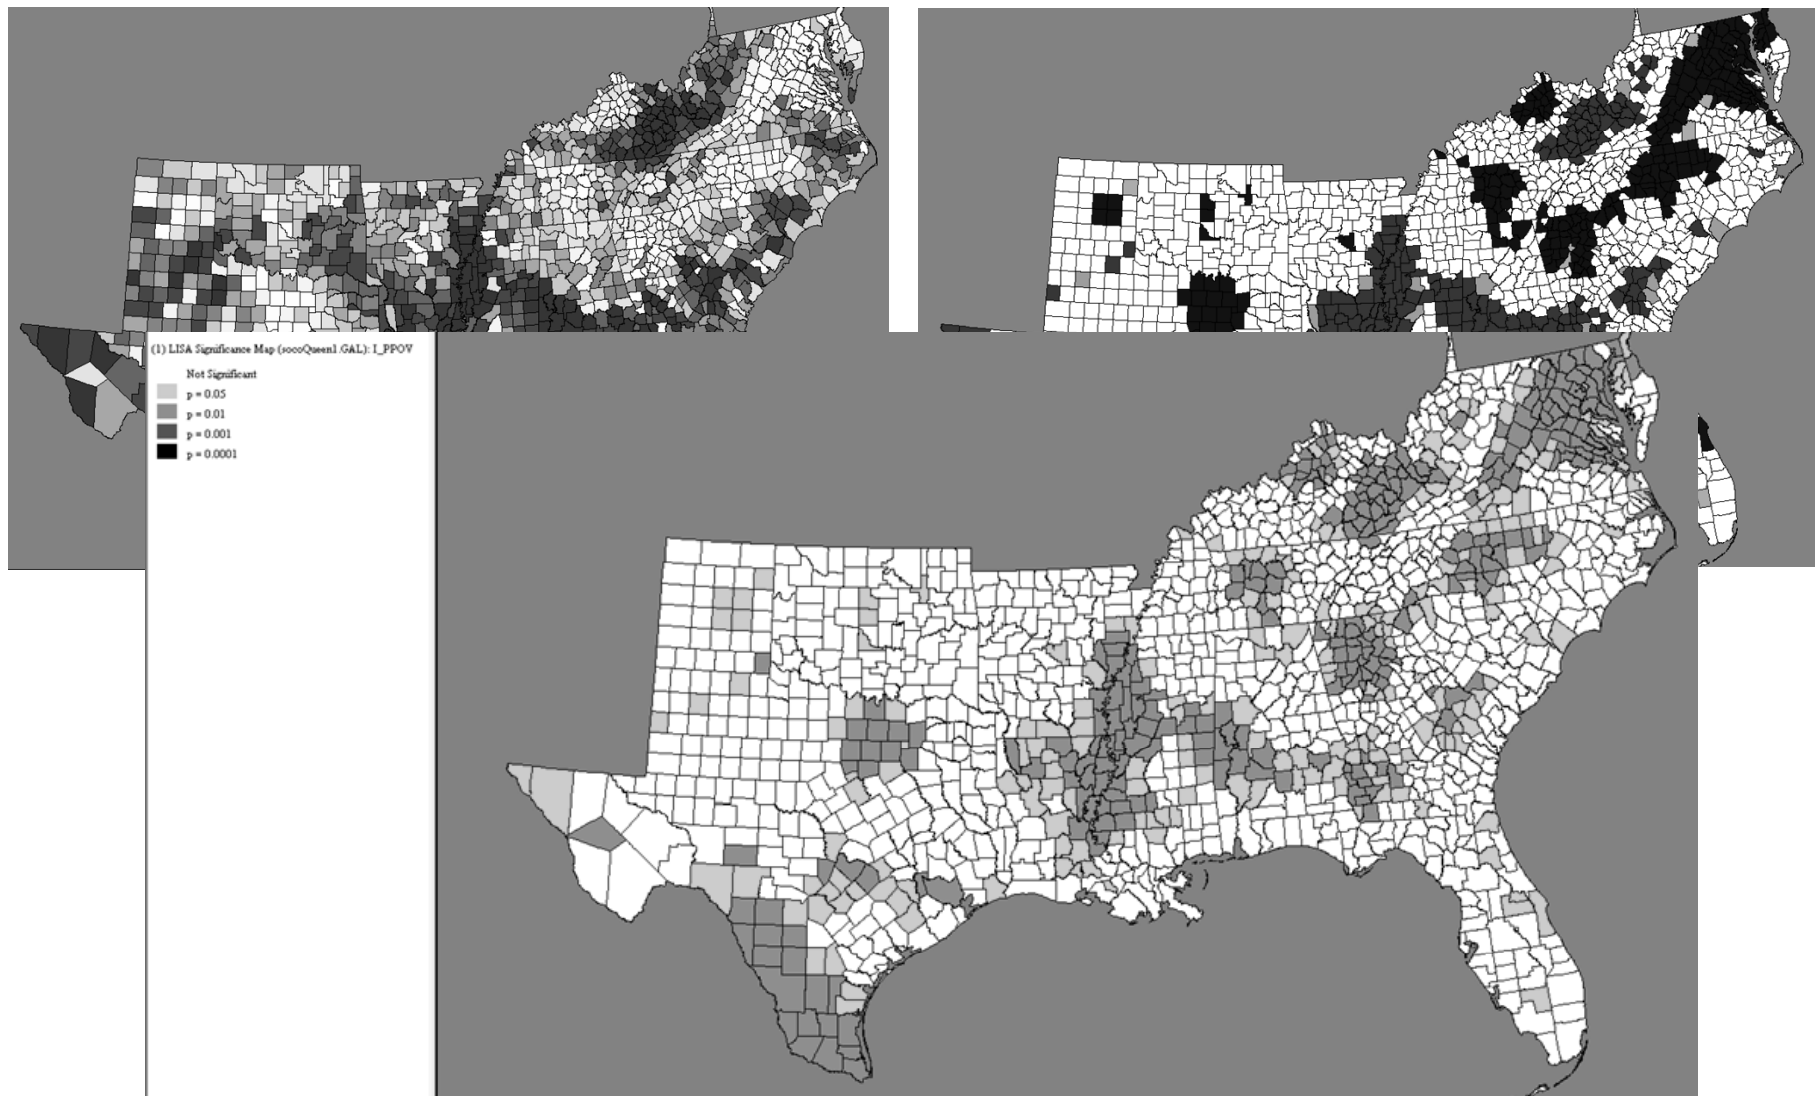 (1) LISA Significance Map (socoQueen1.GAL): I_PPOV
Not Significant
p = 0.05
p = 0.01
p = 0.001
p = 0.0001